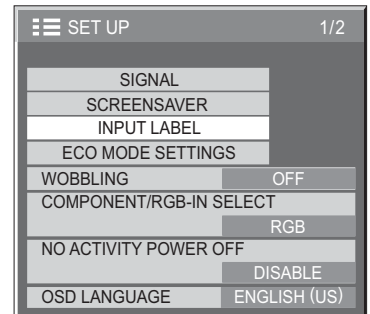 SET UP 1/2
SIGNAL
SCREENSAVER
INPUT LABEL
ECO MODE SETTINGS
WOBBLING OFF
COMPONENT/RGB-IN SELECT
RGB
NO ACTIVITY POWER OFF
DISABLE
OSD LANGUAGE ENGLISH (US)